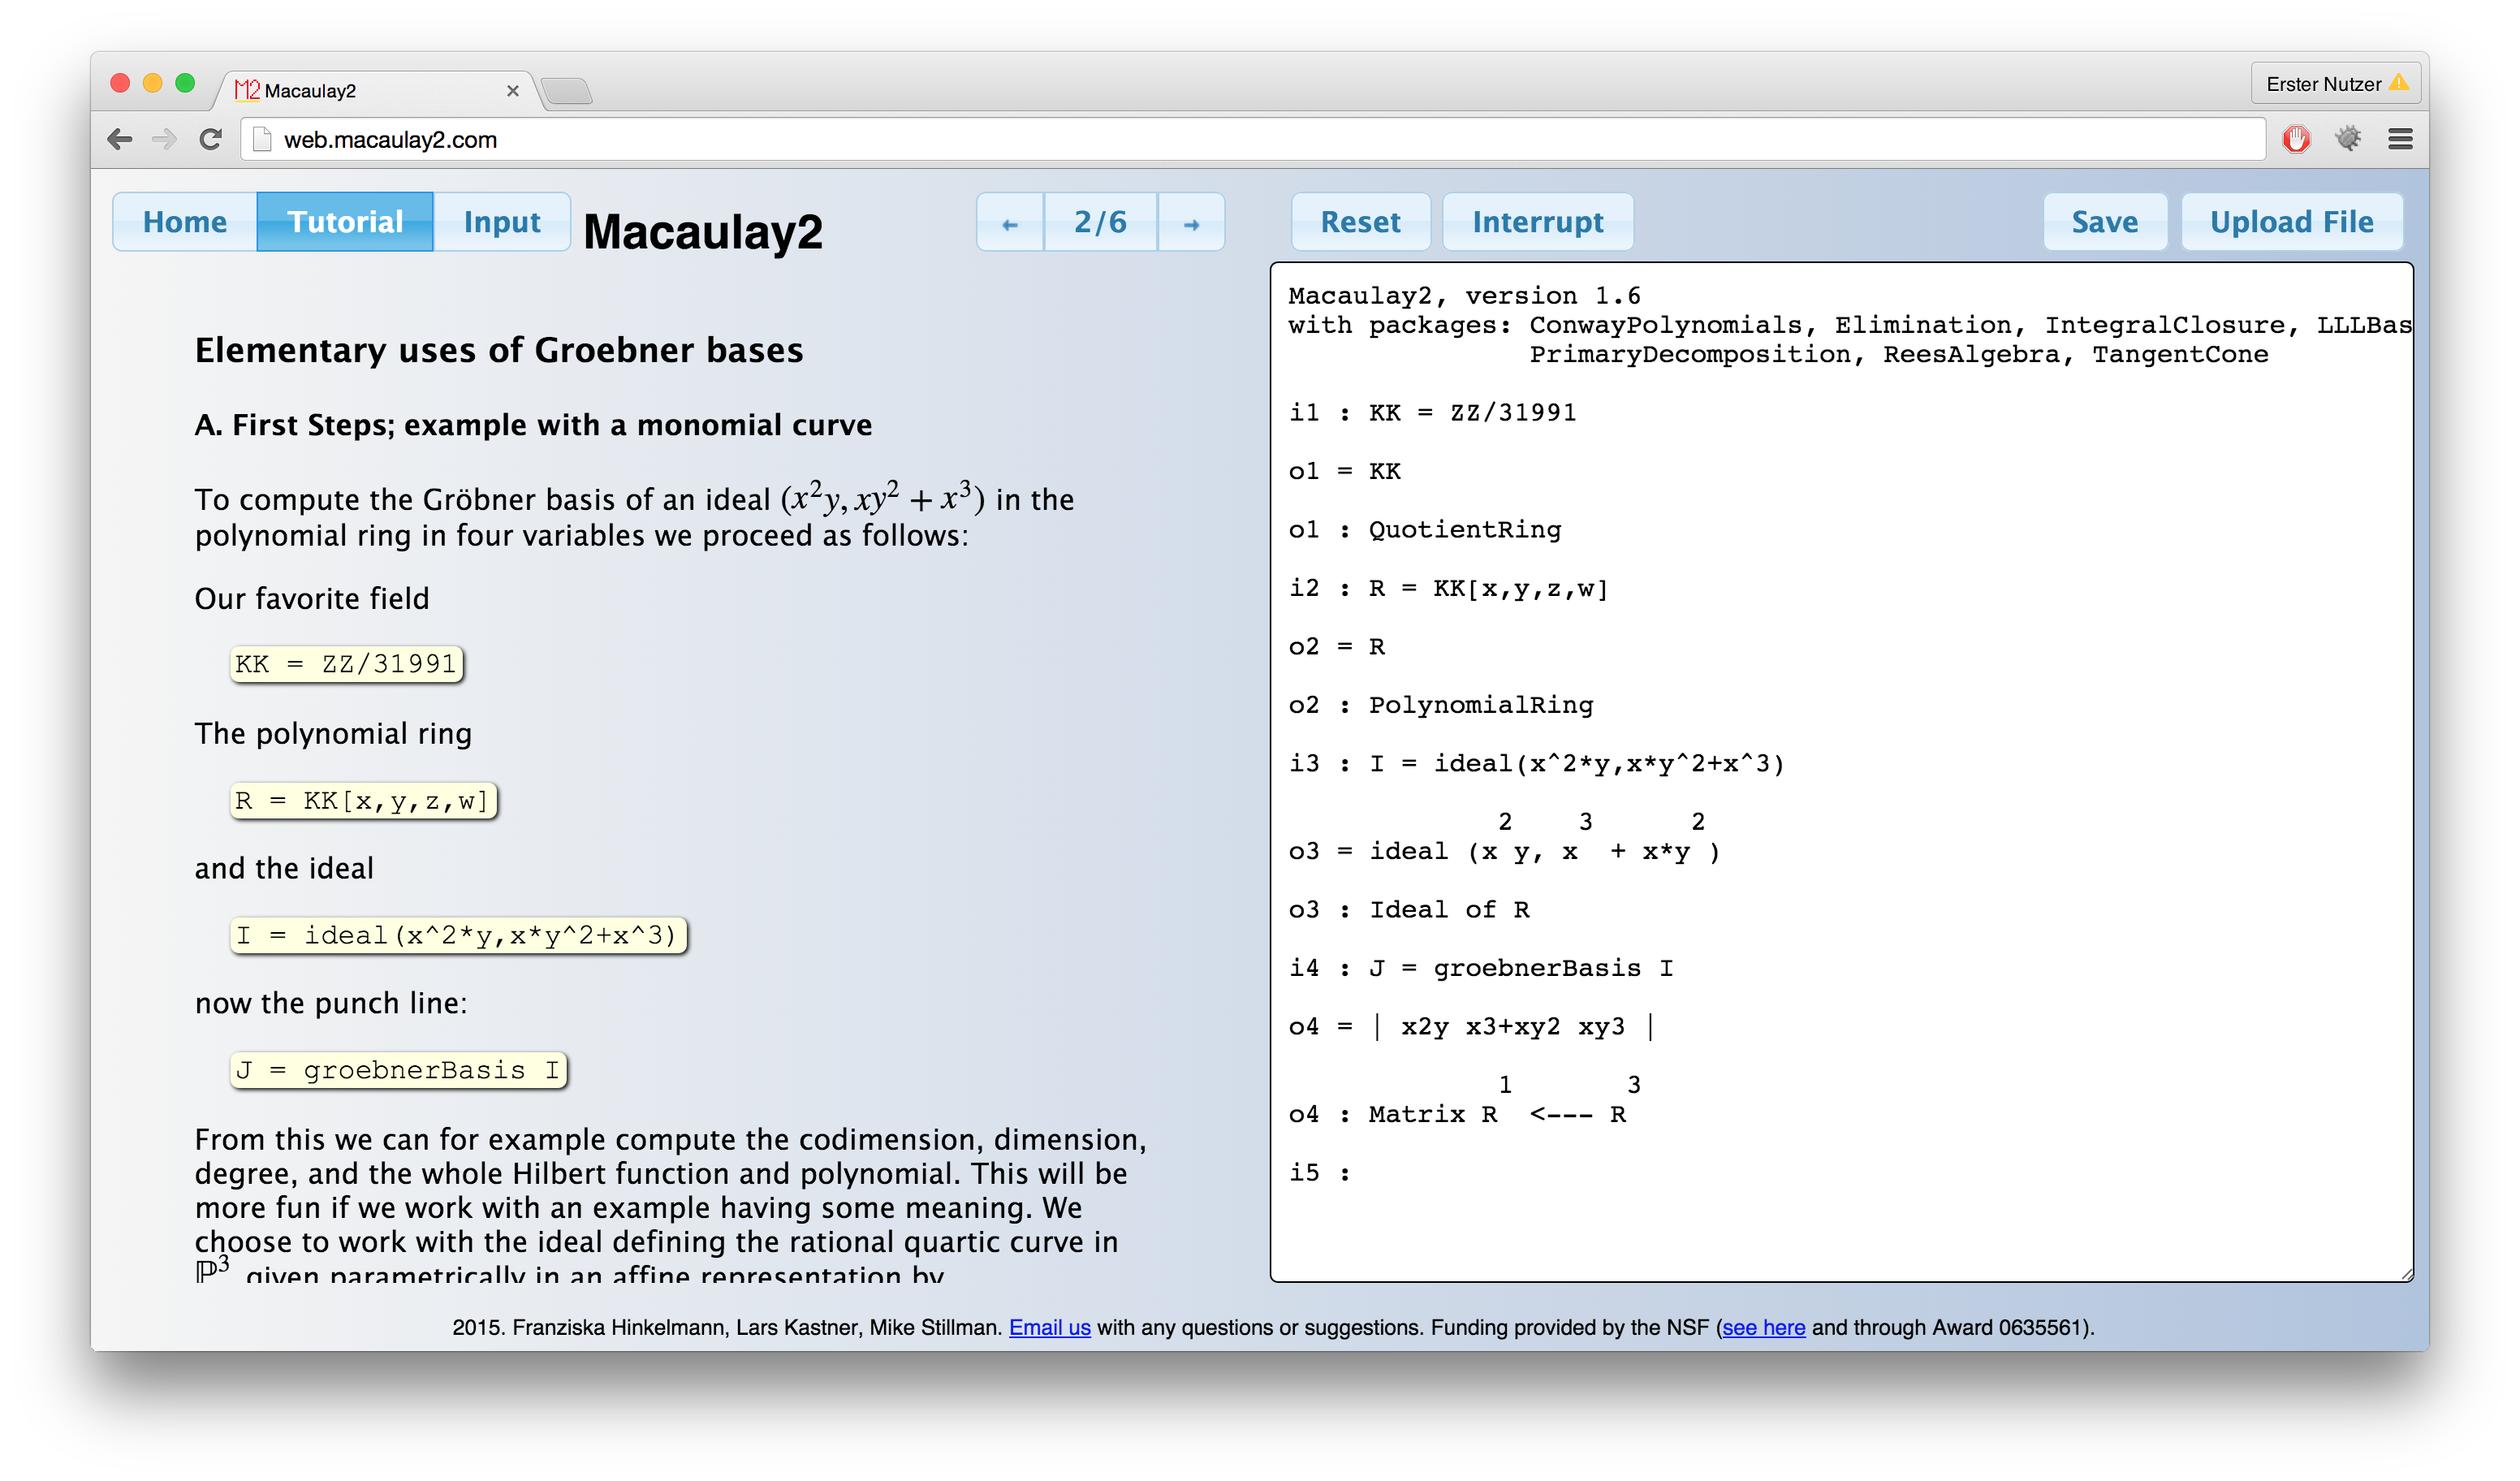 M2 Macaulay2
Erster Nutzer
web.macaulay2.com
Home Tutorial Input Macaulay2 ← 2/6 → Reset Interrupt Save Upload File
Elementary uses of Groebner bases
A. First Steps; example with a monomial curve
To compute the Gröbner basis of an ideal (x²y, xy² + x³) in the
polynomial ring in four variables we proceed as follows:
Our favorite field
KK = ZZ/31991
The polynomial ring
R = KK[x,y,z,w]
and the ideal
I = ideal(x^2*y,x*y^2+x^3)
now the punch line:
J = groebnerBasis I
From this we can for example compute the codimension, dimension,
degree, and the whole Hilbert function and polynomial. This will be
more fun if we work with an example having some meaning. We
choose to work with the ideal defining the rational quartic curve in
ℙ³ given parametrically in an affine representation by
Macaulay2, version 1.6
with packages: ConwayPolynomials, Elimination, IntegralClosure, LLLBas
PrimaryDecomposition, ReesAlgebra, TangentCone
i1 : KK = ZZ/31991
o1 = KK
o1 : QuotientRing
i2 : R = KK[x,y,z,w]
o2 = R
o2 : PolynomialRing
i3 : I = ideal(x^2*y,x*y^2+x^3)
2 3 2
o3 = ideal (x y, x + x*y )
o3 : Ideal of R
i4 : J = groebnerBasis I
o4 = | x2y x3+xy2 xy3 |
1 3
o4 : Matrix R <--- R
i5 :
2015. Franziska Hinkelmann, Lars Kastner, Mike Stillman. Email us with any questions or suggestions. Funding provided by the NSF (see here and through Award 0635561).